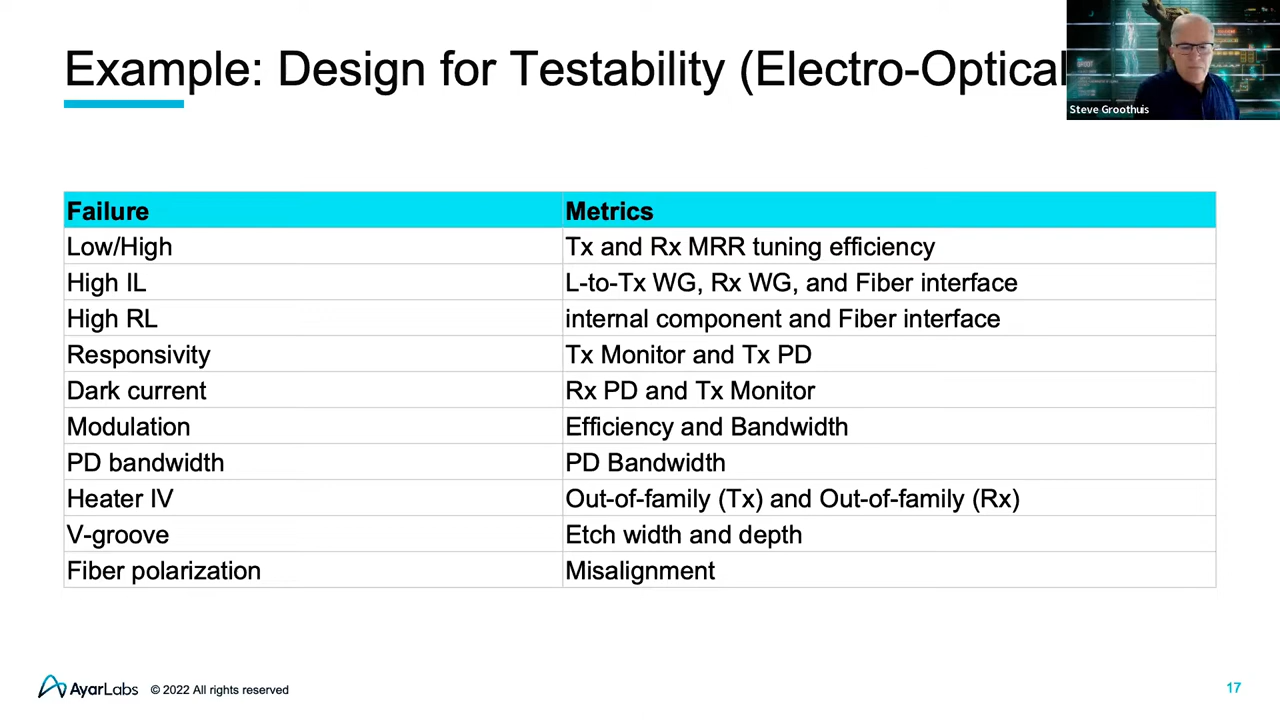 Example: Design for Testability (Electro-Optical
Steve Groothuis
Failure Metrics
Low/High Tx and Rx MRR tuning efficiency
High IL L-to-Tx WG, Rx WG, and Fiber interface
High RL internal component and Fiber interface
Responsivity Tx Monitor and Tx PD
Dark current Rx PD and Tx Monitor
Modulation Efficiency and Bandwidth
PD bandwidth PD Bandwidth
Heater IV Out-of-family (Tx) and Out-of-family (Rx)
V-groove Etch width and depth
Fiber polarization Misalignment
AyarLabs © 2022 All rights reserved 17